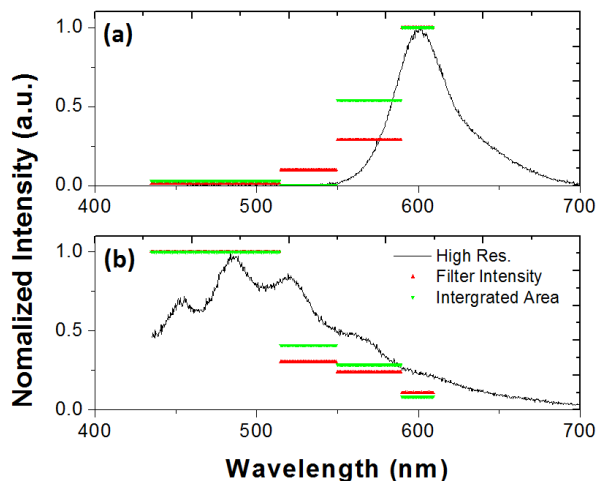 (a)
1.0
0.5
0.0
400
500
600
700
(b)
High Res.
Filter Intensity
Intergrated Area
1.0
0.5
0.0
400
500
600
700
Nomalized Intensity (a.u.)
Wavelength (nm)